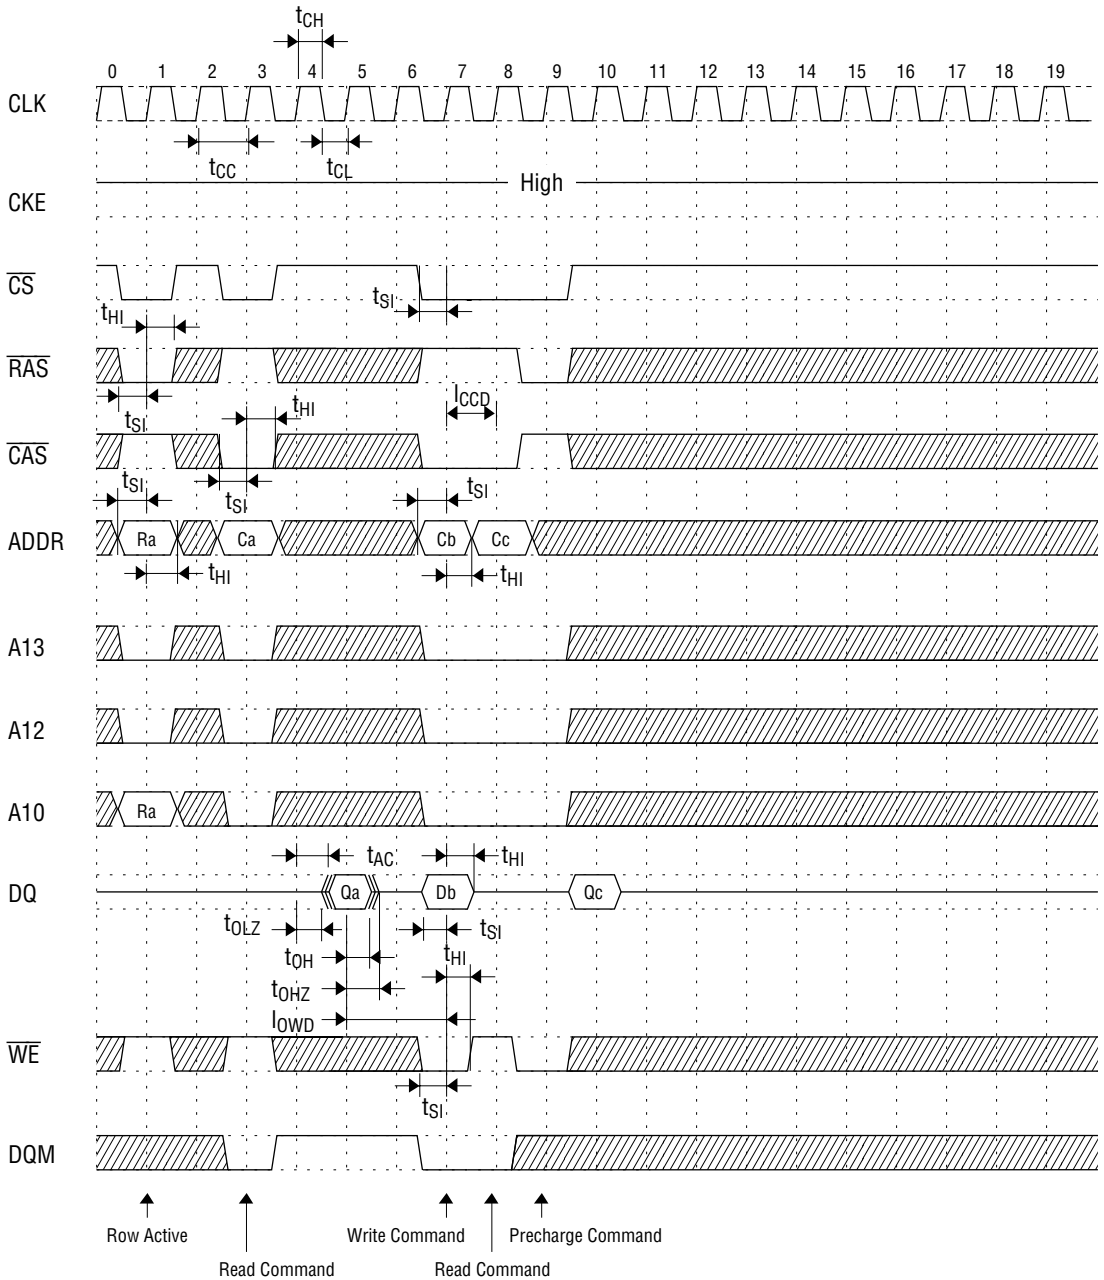 tCH
0 1 2 3 4 5 6 7 8 9 10 11 12 13 14 15 16 17 18 19
CLK
tCC tCL
High
CKE
CS
tSI
tHI
RAS
lCCD
tSI tHI
CAS
tSI tSI tSI
ADDR Ra Ca Cb Cc
tHI tHI
A13
A12
A10 Ra
tAC tHI
DQ Qa Db Qc
tOLZ tSI
tOH tHI
tOHZ
lOWD
WE
tSI
DQM
Row Active Write Command Precharge Command
Read Command Read Command